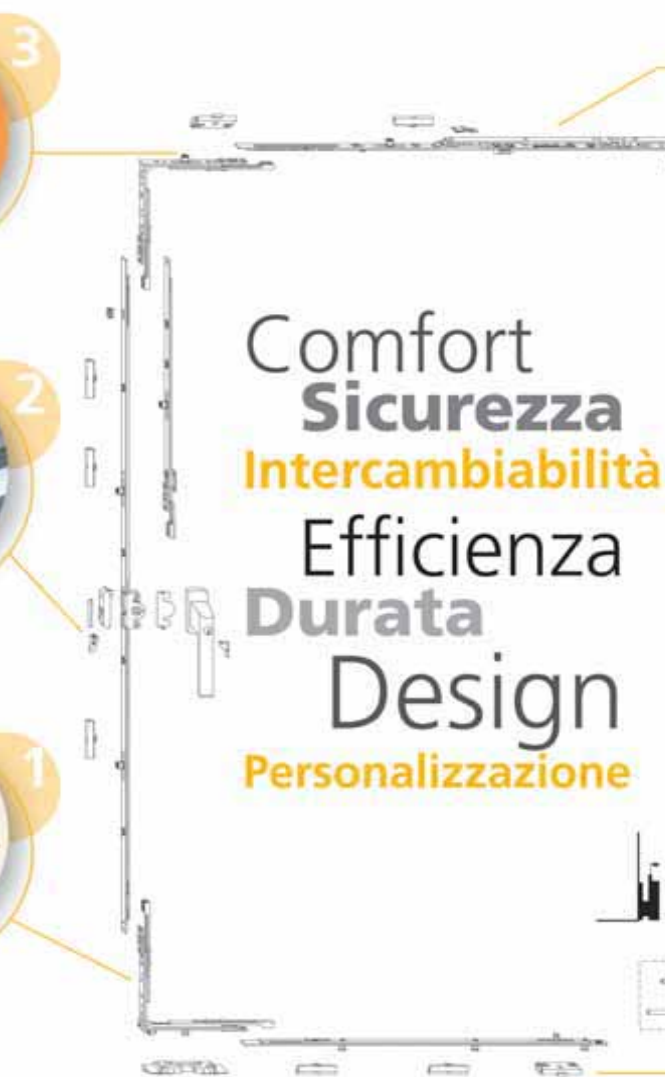 3
Comfort
Sicurezza
Intercambiabilità
2
Efficienza
Durata
Design
1
Personalizzazione